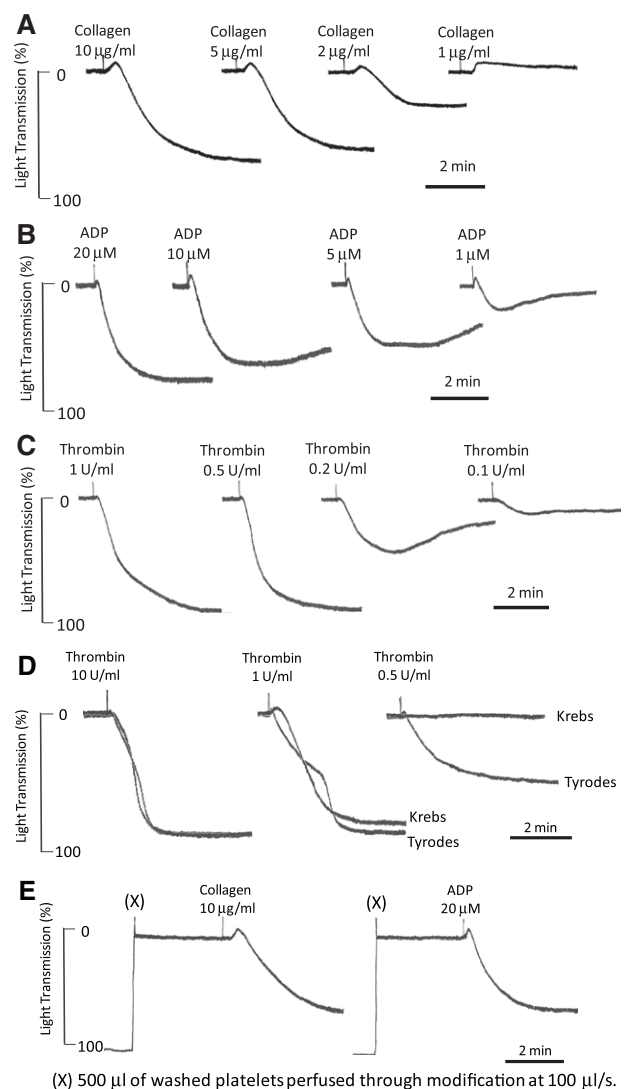 A
Collagen Collagen Collagen Collagen
10 μg/ml 5 μg/ml 2 μg/ml 1 μg/ml
Light Transmission (%)
0
100
2 min
B
ADP ADP ADP ADP
20 μM 10 μM 5 μM 1 μM
Light Transmission (%)
0
100
2 min
C
Thrombin Thrombin Thrombin Thrombin
1 U/ml 0.5 U/ml 0.2 U/ml 0.1 U/ml
Light Transmission (%)
0
100
2 min
D
Thrombin Thrombin Thrombin
10 U/ml 1 U/ml 0.5 U/ml
Light Transmission (%)
0
Krebs
Tyrodes
Krebs
Tyrodes
2 min
100
E
(X) Collagen (X) ADP
10 μg/ml 20 μM
Light Transmission (%)
0
100
2 min
(X) 500 μl of washed platelets perfused through modification at 100 μl/s.